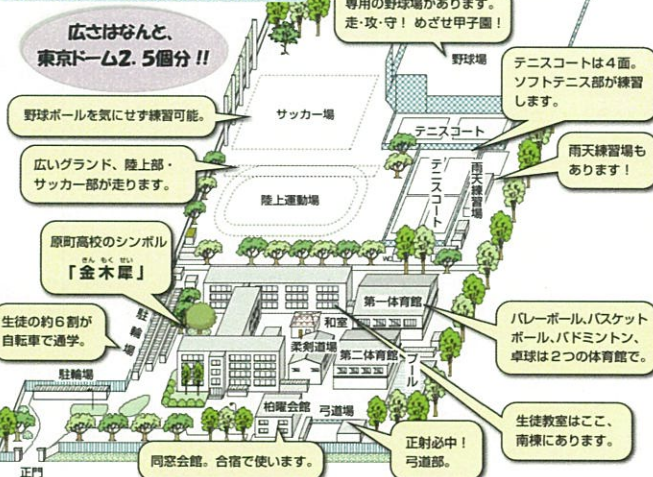 広さはなんと、
東京ドーム2.5個分!!
専用の野球場があります。
走・攻・守!めざせ甲子園!
野球場
テニスコートは4面。
ソフトテニス部が練習
します。
野球ボールを気にせず練習可能。
サッカー場
テニスコート
テニスコート
雨天練習場
雨天練習場も
あります!
広いグランド、陸上部・
サッカー部が走ります。
陸上運動場
WC
原町高校のシンボル
きんもくせい
「金木犀」
生徒の約6割が
自転車で通学。
駐輪場
駐輪場
第一体育館
和室
柔剣道場
第二体育館
プール
バレーボール、バスケット
ボール、バドミントン、
卓球は2つの体育館で。
生徒教室はここ、
南棟にあります。
柏曜会館
弓道場
正射必中!
弓道部。
同窓会館。合宿で使います。
正門